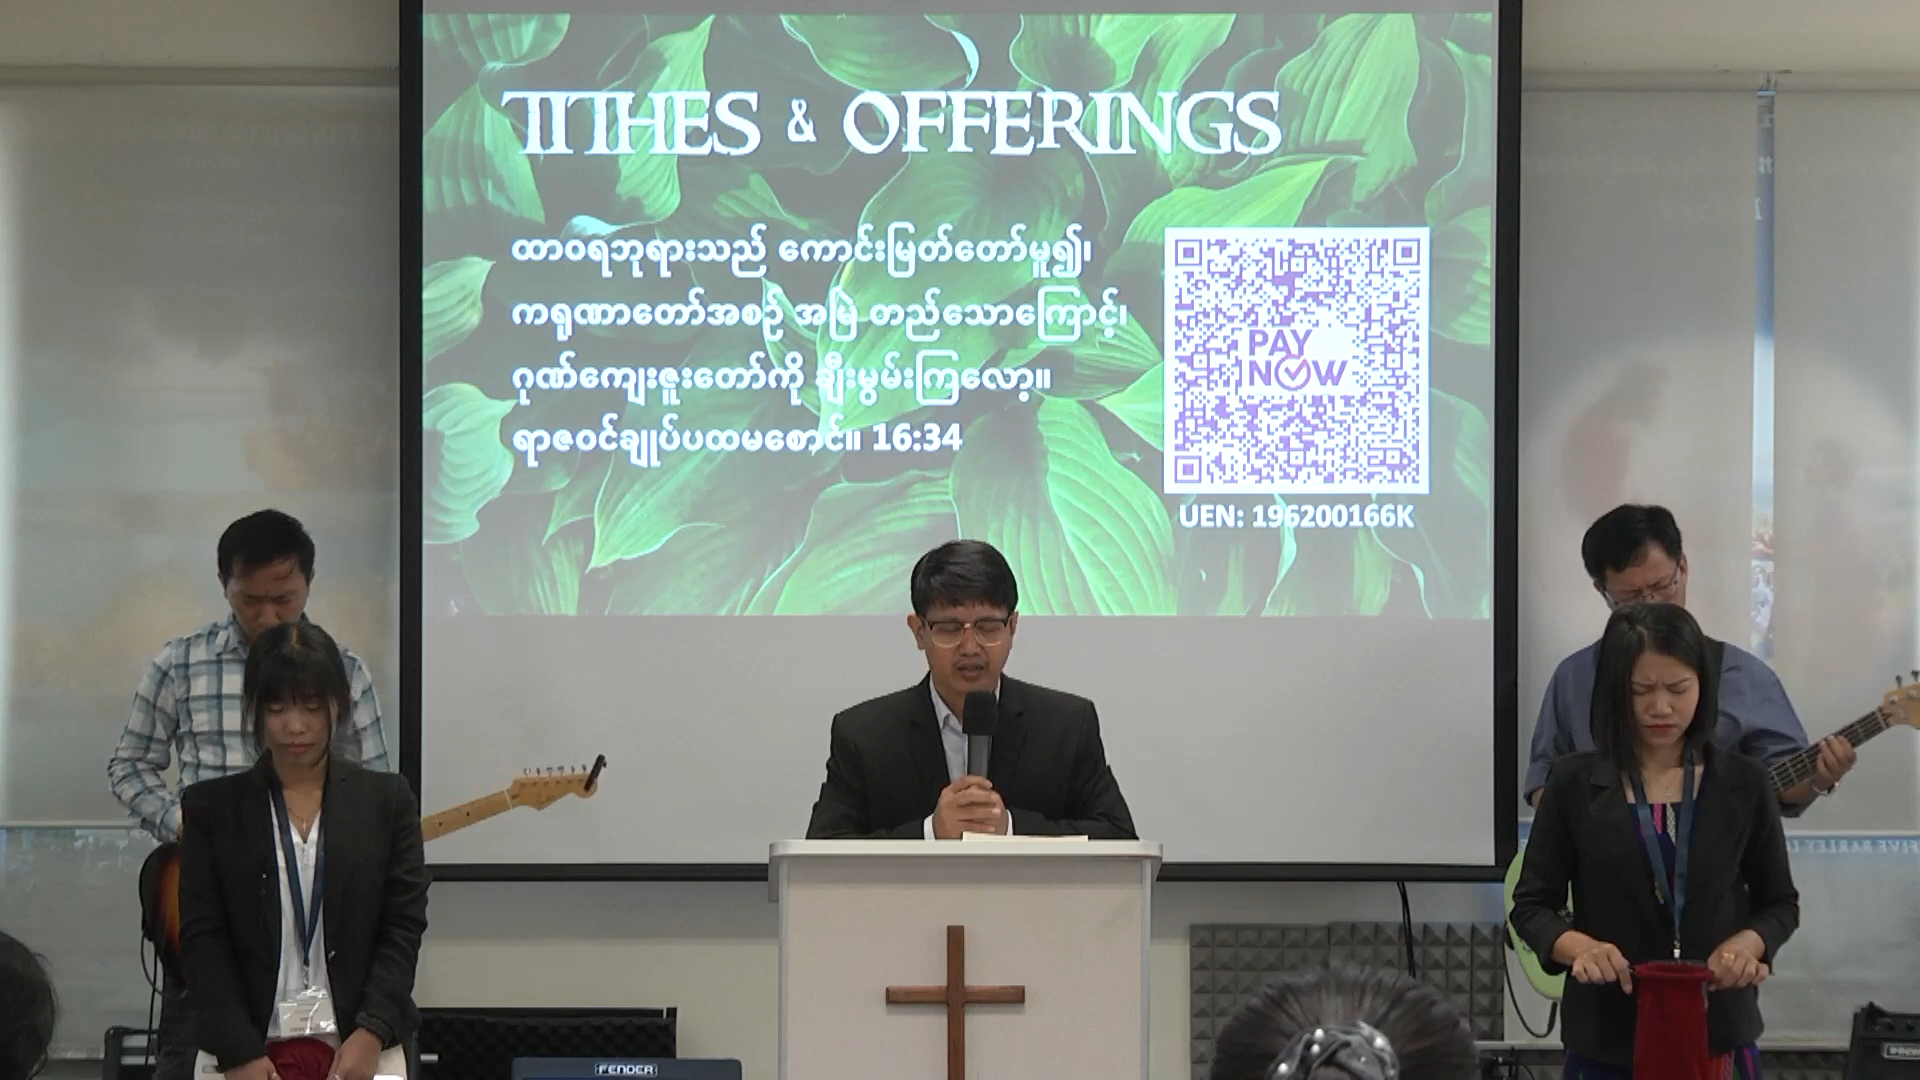 TITHES & OFFERINGS
ထာဝရဘုရားသည် ကောင်းမြတ်တော်မူ၍၊
ကရုဏာတော်အစဉ် အမြဲ တည်သောကြောင့်၊
ဂုဏ်ကျေးဇူးတော်ကို ချီးမွမ်းကြလော့။
ရာဇဝင်ချုပ်ပထမစောင်။ 16:34
PAY
NOW
UEN: 196200166K
FENDER